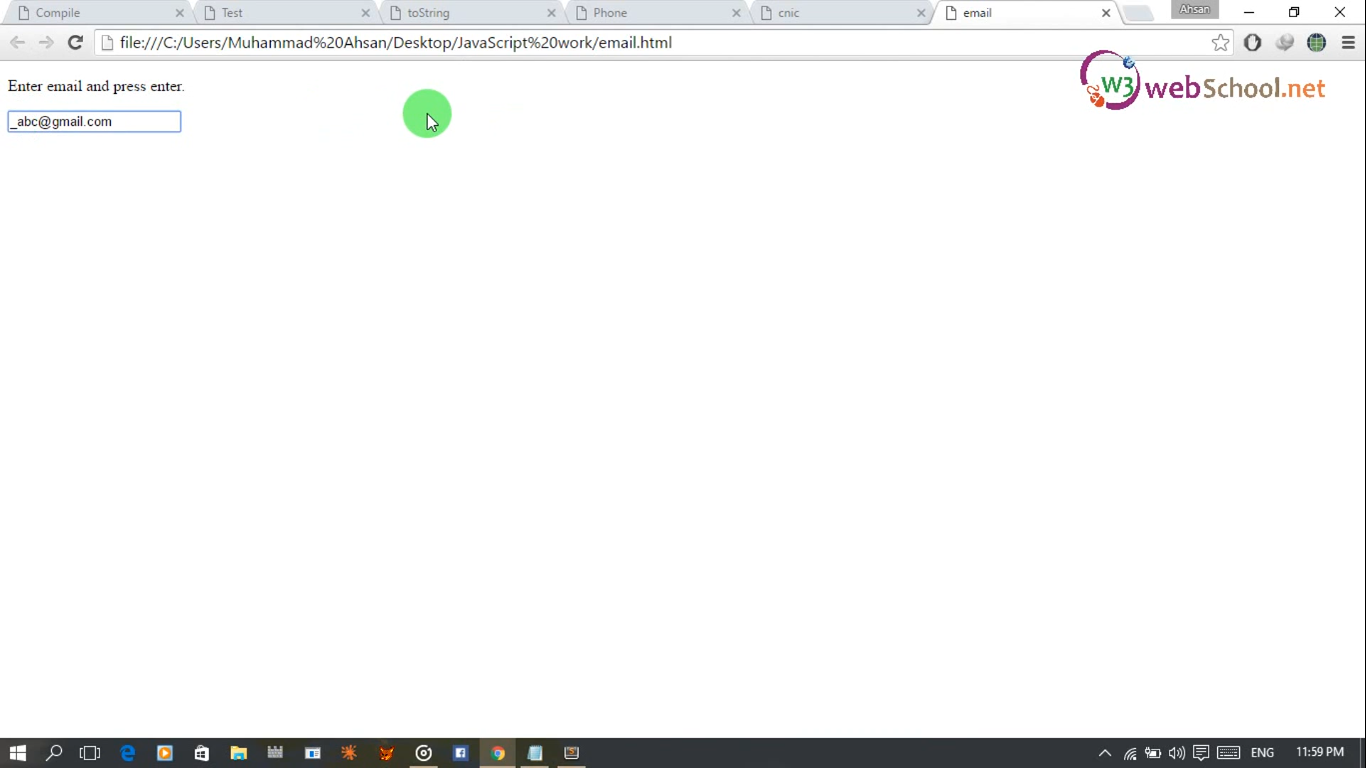 Compile
Test
toString
Phone
cnic
email
Ahsan
file:///C:/Users/Muhammad%20Ahsan/Desktop/JavaScript%20work/email.html
W3 webSchool.net
Enter email and press enter.
_abc@gmail.com
ENG
11:59 PM